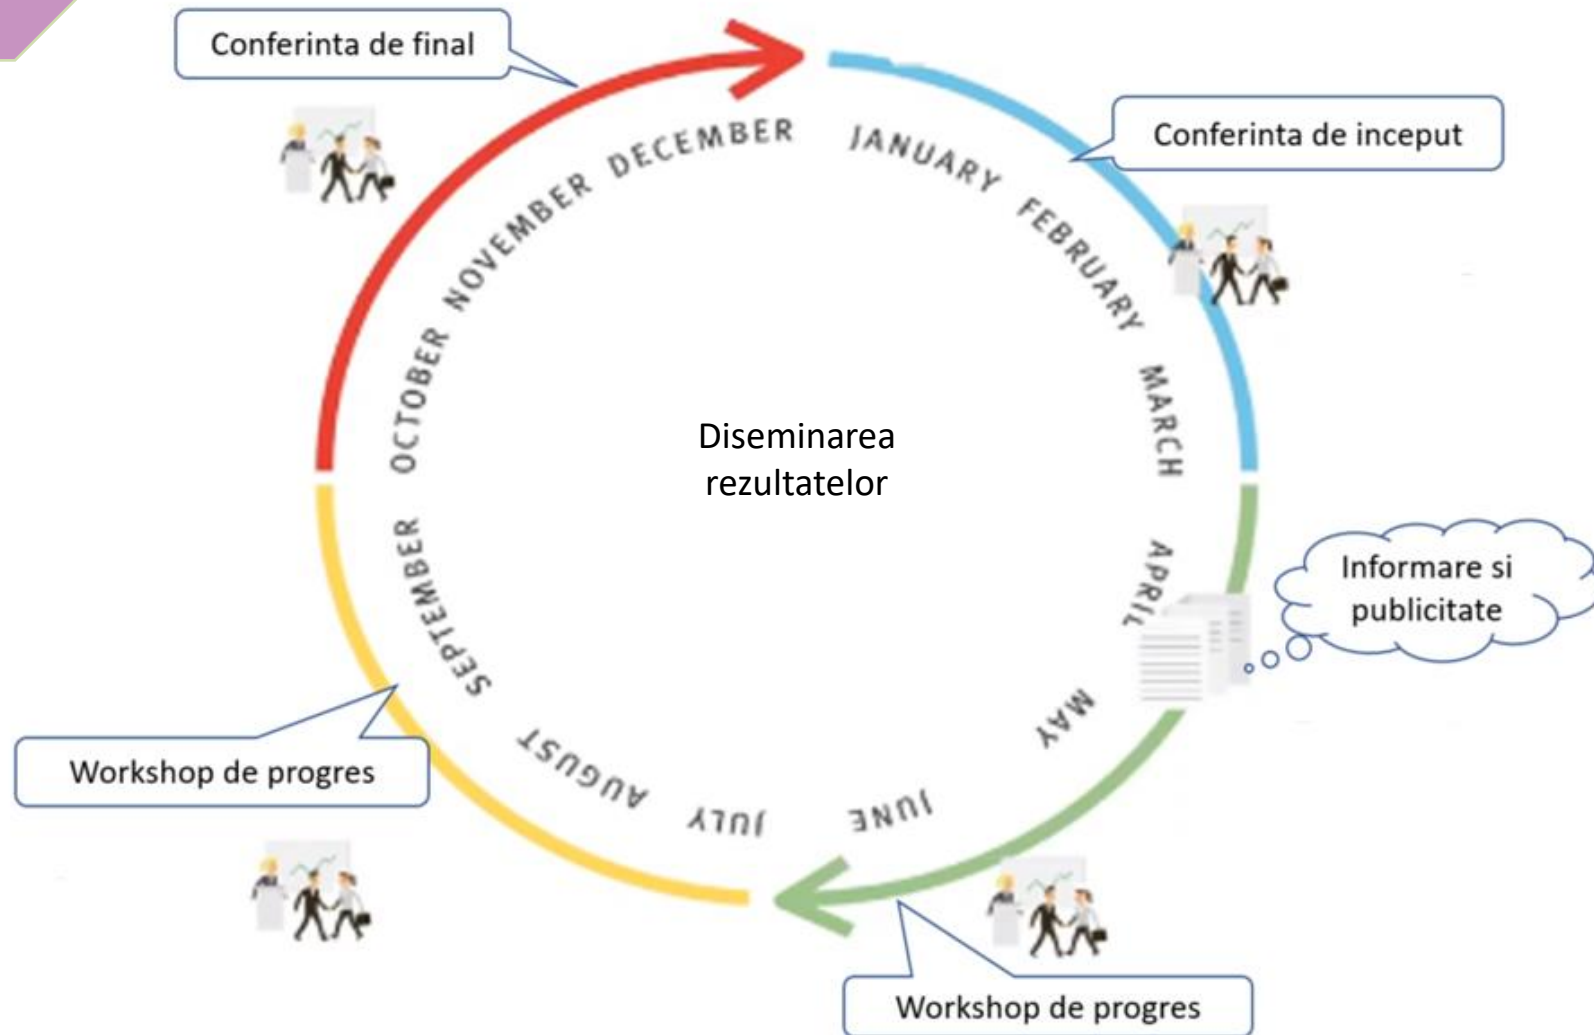 Conferinta de final
Conferinta de inceput
JANUARY
FEBRUARY
MARCH
APRIL
MAY
JUNE
JULY
AUGUST
SEPTEMBER
OCTOBER
NOVEMBER
DECEMBER
Diseminarea
rezultatelor
Informare si
publicitate
Workshop de progres
Workshop de progres